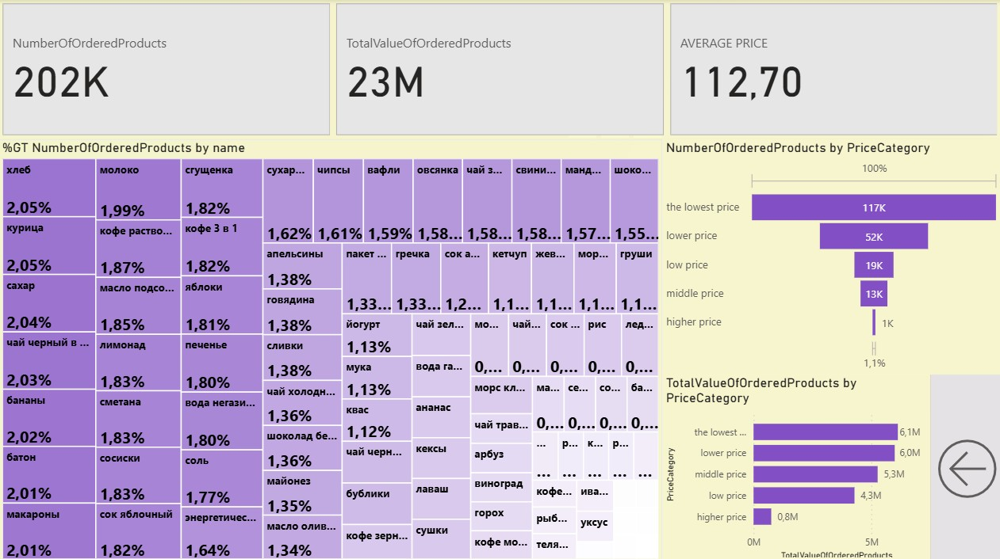 NumberOfOrderedProducts
202K
TotalValueOfOrderedProducts
23M
AVERAGE PRICE
112,70
%GT NumberOfOrderedProducts by name
хлеб
2,05%
курица
2,05%
сахар
2,04%
чай черный в ...
2,03%
бананы
2,02%
батон
2,01%
макароны
2,01%
молоко
1,99%
кофе раство...
1,87%
масло подсо...
1,85%
лимонад
1,83%
сметана
1,83%
сосиски
1,83%
сок яблочный
1,82%
сгущенка
1,82%
кофе 3 в 1
1,82%
яблоки
1,81%
печенье
1,80%
вода негази...
1,80%
соль
1,77%
энергетичес...
1,64%
сухар...
1,62%
чипсы
1,61%
вафли
1,59%
овсянка
1,58...
чай з...
1,58...
свини...
1,58...
манд...
1,57...
шоко...
1,55...
апельсины
1,38%
говядина
1,38%
сливки
1,38%
чай холодн...
1,36%
шоколад бе...
1,36%
майонез
1,35%
масло олив...
1,34%
пакет ...
1,33...
гречка
1,33...
сок а...
1,2...
кетчуп
1,1...
жев...
1,1...
мор...
1,1...
груши
1,1...
йогурт
1,13%
мука
1,13%
квас
1,12%
чай черн...
бублики
кофе зерн...
чай зел...
вода га...
ананас
кексы
лаваш
сушки
мо...
0,...
чай...
0,...
сок ...
0,...
рис
0,...
лед...
0,...
морс кл...
чай трав...
арбуз
виноград
горох
кофе мо...
ма...
0,...
се...
0,...
со...
0,...
ба...
0,...
...
...
р...
...
к...
...
р...
...
...
кофе...
рыб...
теля...
ива...
уксус
NumberOfOrderedProducts by PriceCategory
100%
the lowest price
117K
lower price
52K
low price
19K
middle price
13K
higher price
1K
1,1%
TotalValueOfOrderedProducts by
PriceCategory
PriceCategory
the lowest ...
6,1M
lower price
6,0M
middle price
5,3M
low price
4,3M
higher price
0,8M
0M
5M
TotalValueOfOrderedProducts